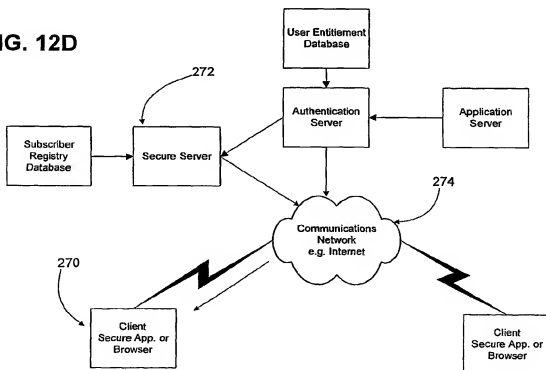 IG. 12D
User Entitlement
Database
272
Subscriber
Registry
Database
Secure Server
Authentication
Server
Application
Server
274
Communications
Network
e.g. Internet
270
Client
Secure App. or
Browser
Client
Secure App. or
Browser